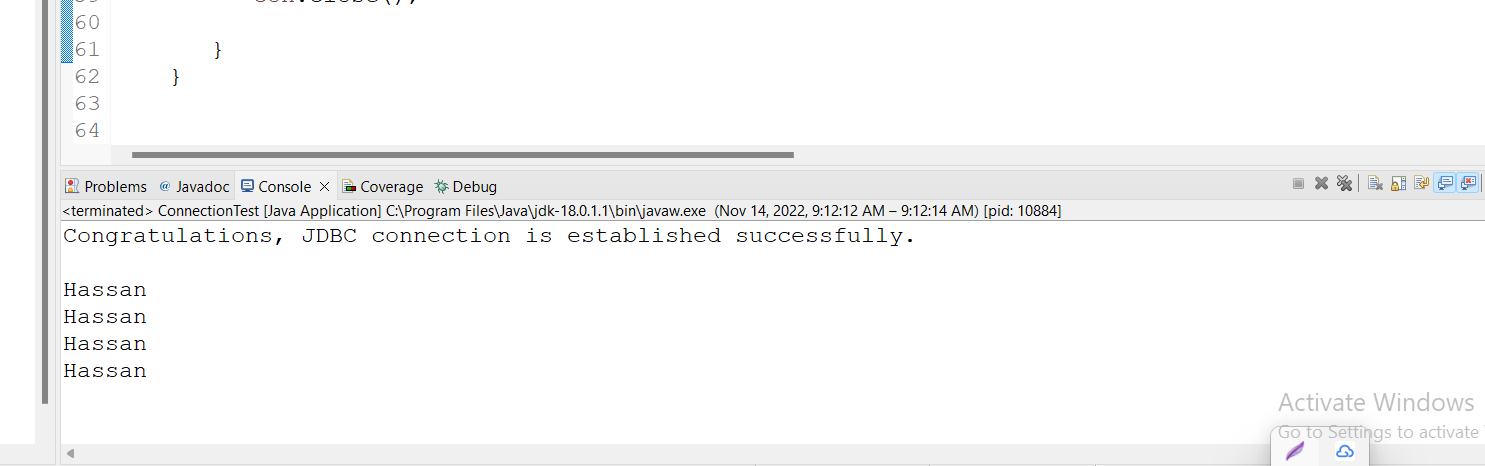 60
61 }
62 }
63
64
Problems @ Javadoc Console Coverage Debug
<terminated> ConnectionTest [Java Application] C:\Program Files\Java\jdk-18.0.1.1\bin\javaw.exe (Nov 14, 2022, 9:12:12 AM – 9:12:14 AM) [pid: 10884]
Congratulations, JDBC connection is established successfully.
Hassan
Hassan
Hassan
Hassan
Activate Windows
Go to Settings to activate